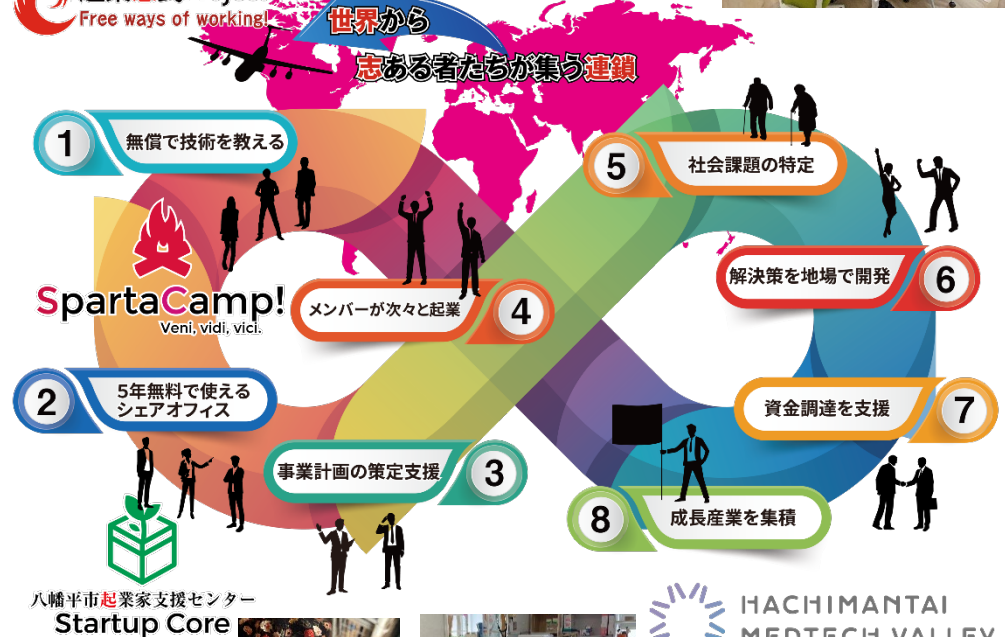 Free ways of working!
世界から
志ある者たちが集う連鎖
1
無償で技術を教える
SpartaCamp!
Veni, vidi, vici.
2
5年無料で使える
シェアオフィス
事業計画の策定支援
3
メンバーが次々と起業
4
5
社会課題の特定
解決策を地場で開発
6
資金調達を支援
7
8
成長産業を集積
八幡平市起業家支援センター
Startup Core
HACHIMANTAI
MEDTECH VALLEY